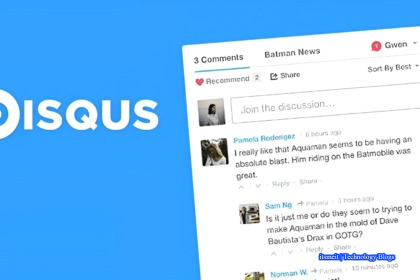 DISQUS
3 Comments
Batman News
1
Gwen
Recommend 2
Share
Sort By Best
Join the discussion...
Pamela Rodengez
6 hours ago
I really like that Aquaman seems to be having an
absolute blast. Him riding on the Batmobile was
great.
Reply · Share ·
Sam Ng
Pamela
3 hours ago
Is it just me or do they seem to trying to
make Aquaman in the mold of Dave
Bautista's Drax in GOTG?
Reply · Share ·
Norman W.
Pamela
10 minutes ago
Technology Blogs